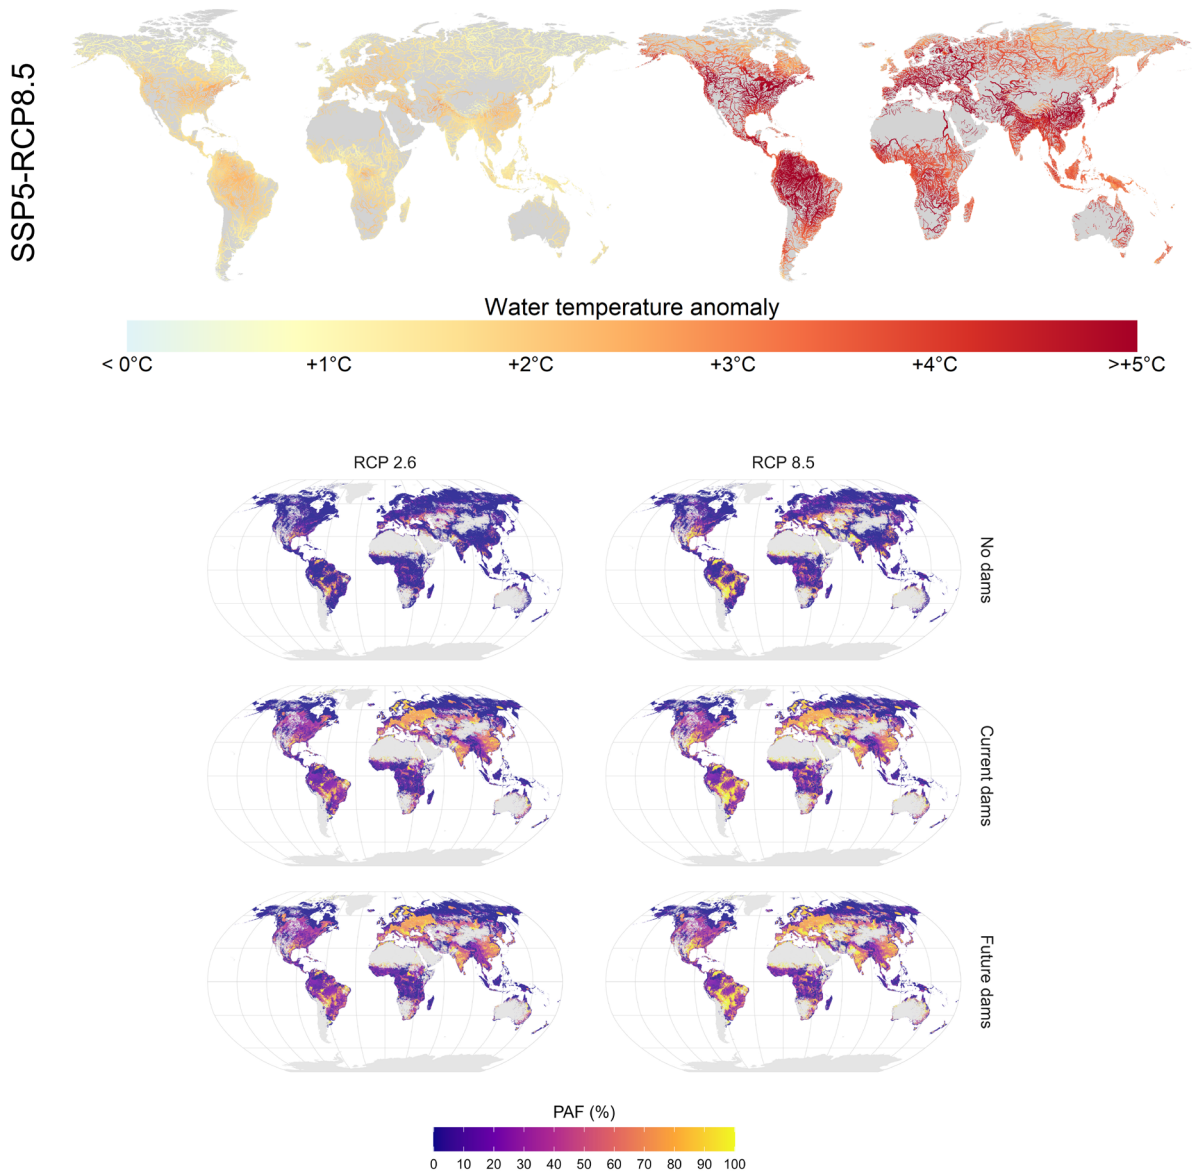 SSP5-RCP8.5
Water temperature anomaly
< 0°C +1°C +2°C +3°C +4°C >+5°C
RCP 2.6 RCP 8.5
No dams
Current dams
Future dams
PAF (%)
0 10 20 30 40 50 60 70 80 90 100